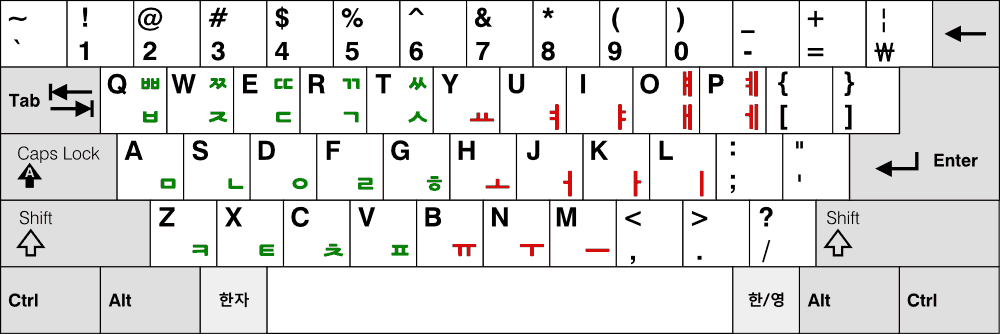 ~ ! @ # $ % ^ & * ( ) _ + ¦
` 1 2 3 4 5 6 7 8 9 0 - = ₩
Tab Q ㅃ W ㅉ E ㄸ R ㄲ T ㅆ Y U I O ㅒ P ㅖ { }
ㅂ ㅈ ㄷ ㄱ ㅅ ㅛ ㅕ ㅑ ㅐ ㅔ [ ]
Caps Lock A S D F G H J K L : " Enter
A ㅁ ㄴ ㅇ ㄹ ㅎ ㅗ ㅓ ㅏ ㅣ ; '
Shift Z X C V B N M < > ? Shift
ㅋ ㅌ ㅊ ㅍ ㅠ ㅜ ㅡ , . /
Ctrl Alt 한자 한/영 Alt Ctrl